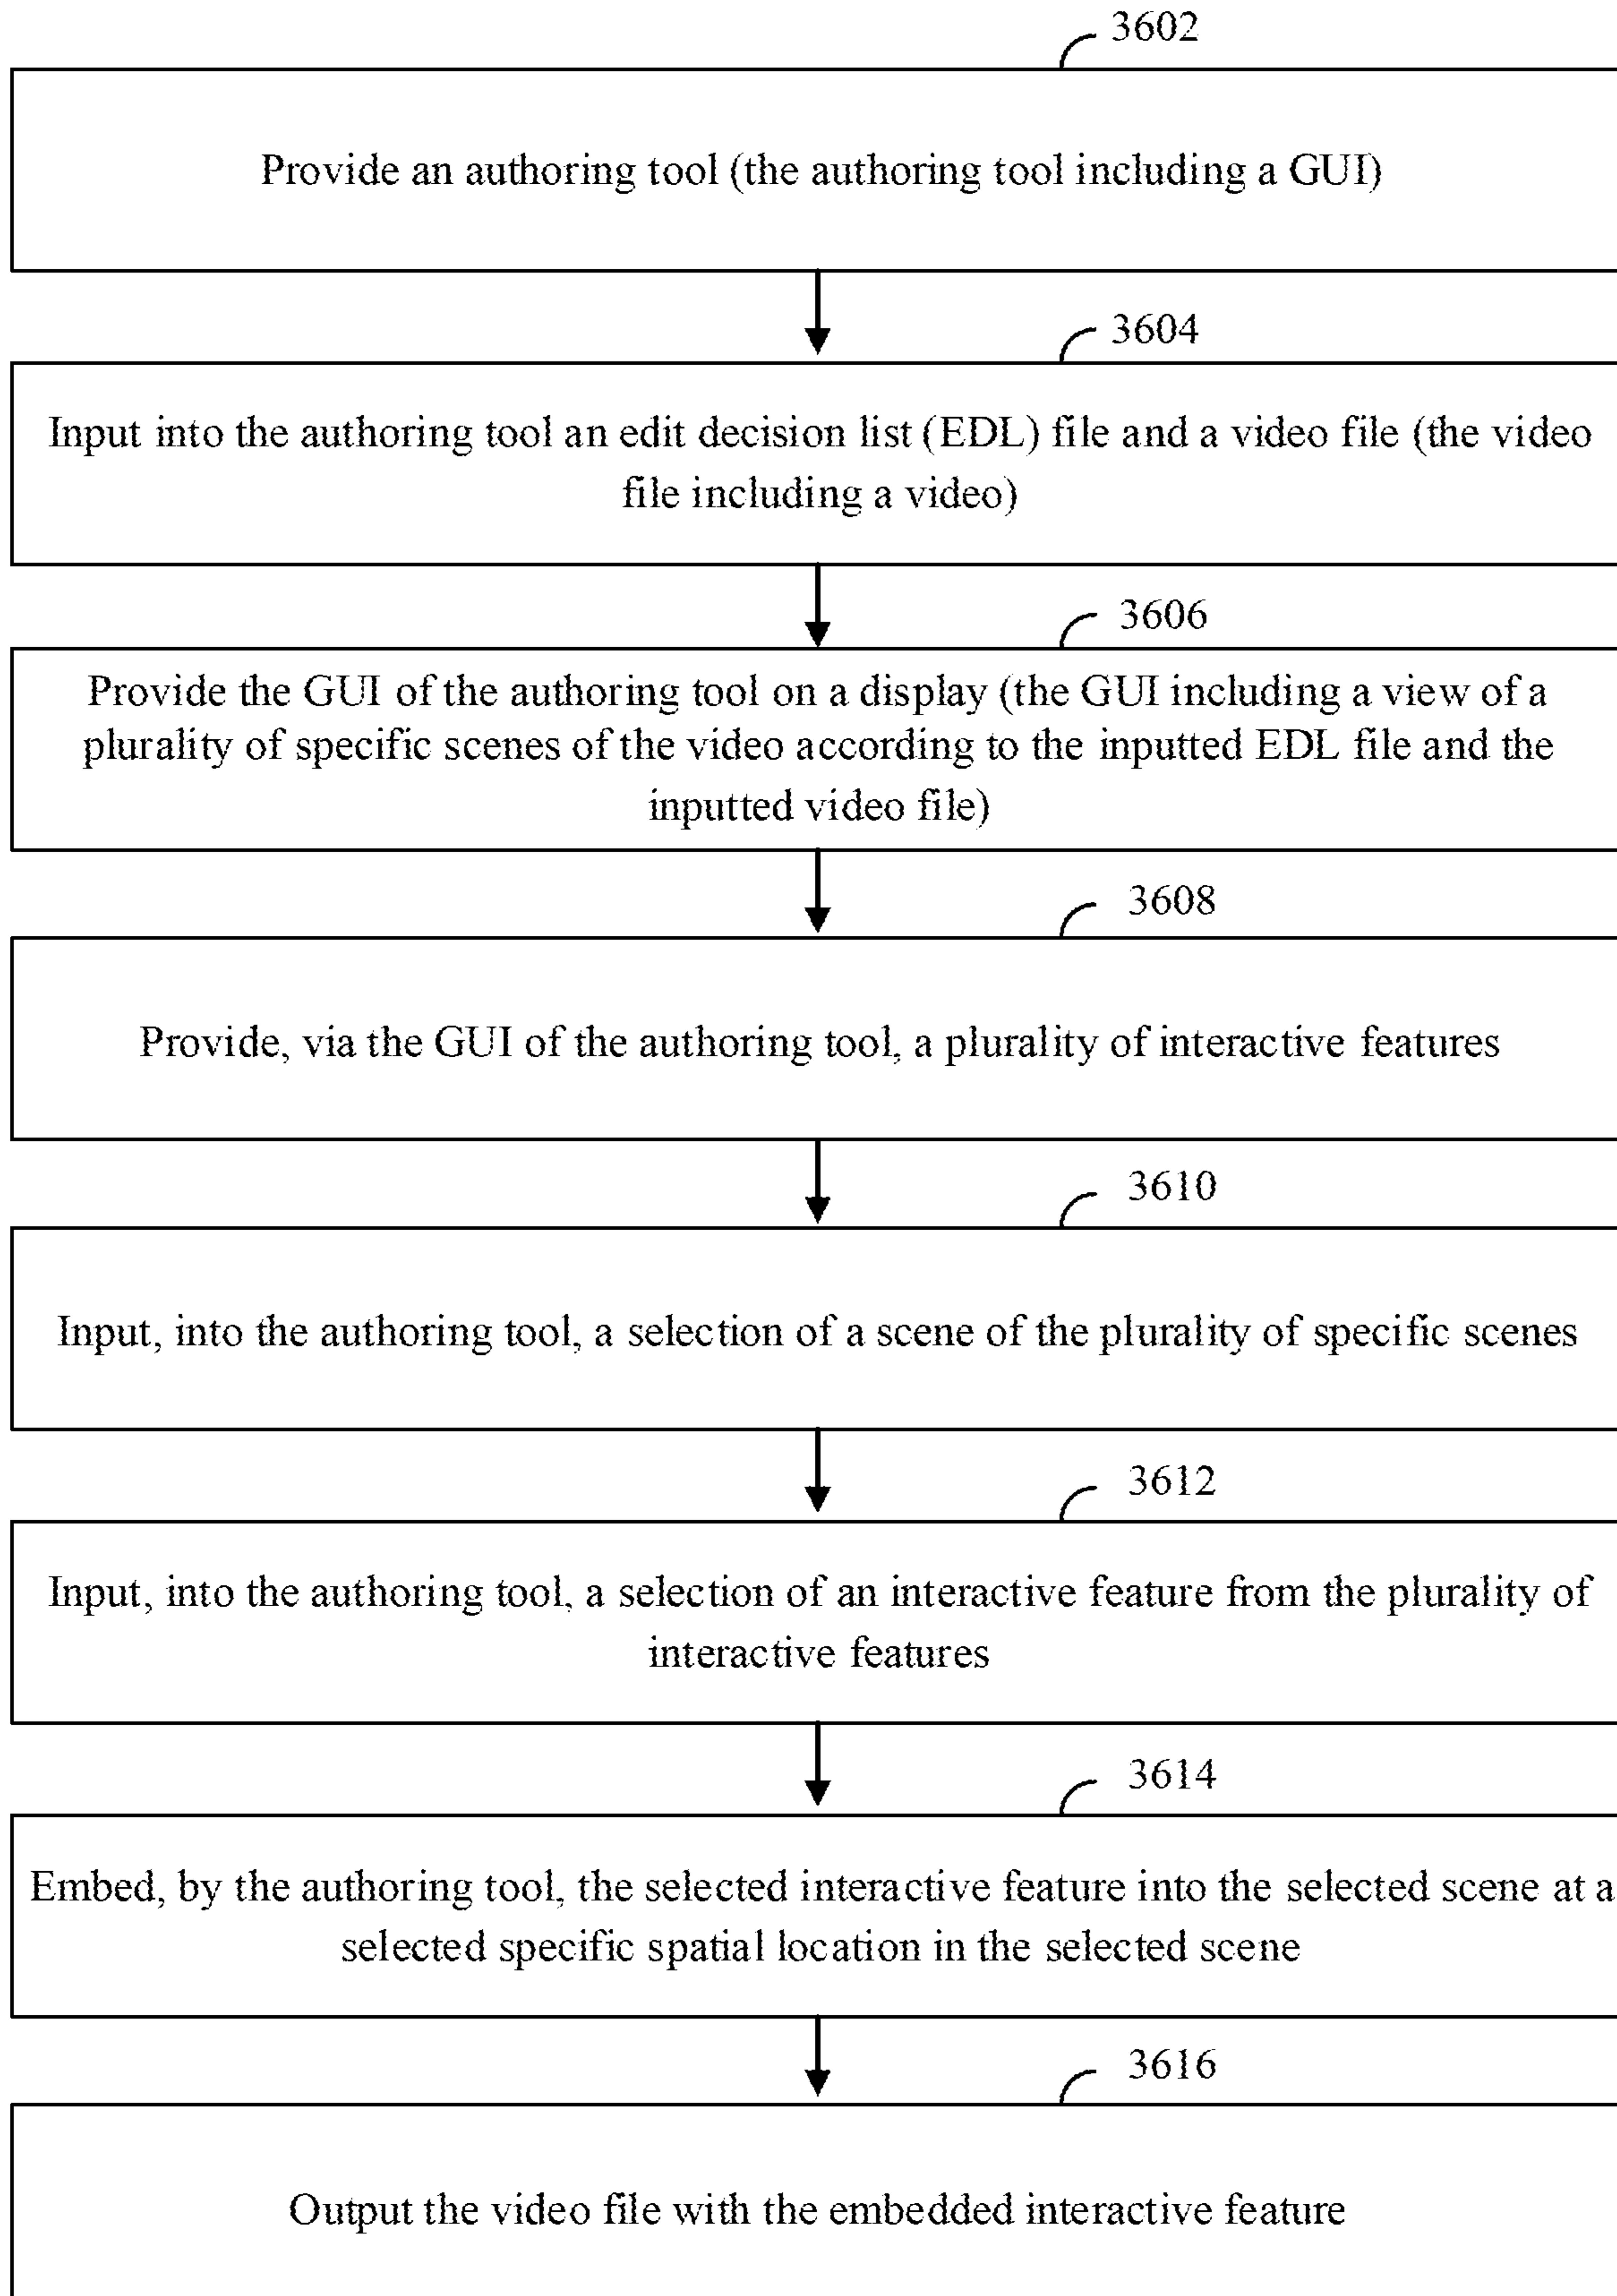 3602
Provide an authoring tool (the authoring tool including a GUI)
3604
Input into the authoring tool an edit decision list (EDL) file and a video file (the video
file including a video)
3606
Provide the GUI of the authoring tool on a display (the GUI including a view of a
plurality of specific scenes of the video according to the inputted EDL file and the
inputted video file)
3608
Provide, via the GUI of the authoring tool, a plurality of interactive features
3610
Input, into the authoring tool, a selection of a scene of the plurality of specific scenes
3612
Input, into the authoring tool, a selection of an interactive feature from the plurality of
interactive features
3614
Embed, by the authoring tool, the selected interactive feature into the selected scene at a
selected specific spatial location in the selected scene
3616
Output the video file with the embedded interactive feature